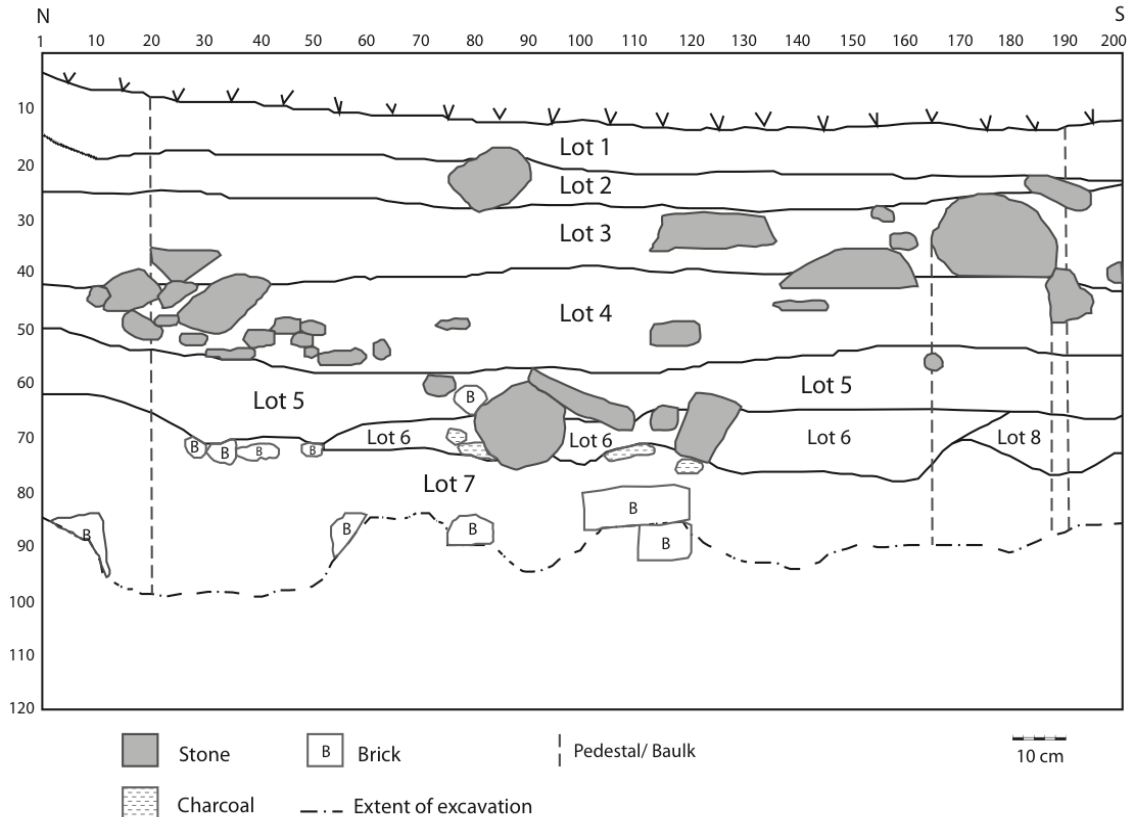 N S
1 10 20 30 40 50 60 70 80 90 100 110 120 130 140 150 160 170 180 190 200
10
Lot 1
20
Lot 2
30
Lot 3
40
Lot 4
50
60
B
Lot 5 Lot 5
70
Lot 6 Lot 6 Lot 6 Lot 8
B B B B
Lot 7
80
B
90
B B B B
100
110
120
Stone B Brick Pedestal/ Baulk 10 cm
Charcoal Extent of excavation